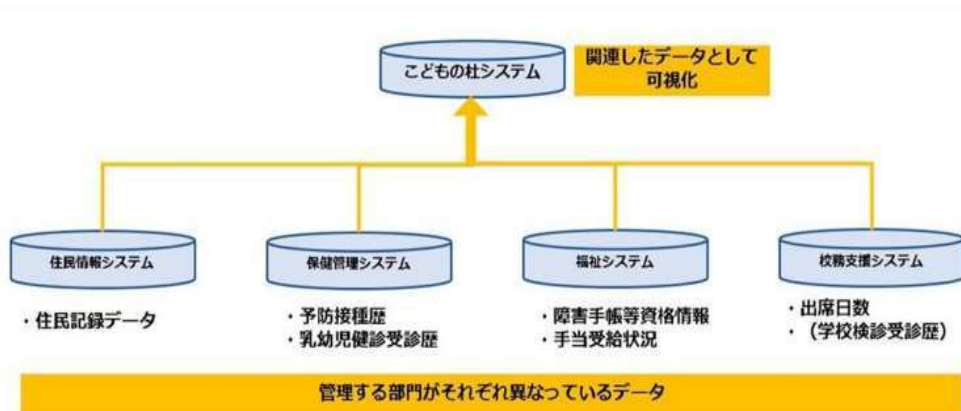 こどもの杜システム
関連したデータとして
可視化
住民情報システム
保健管理システム
福祉システム
校務支援システム
・住民記録データ
・予防接種歴
・乳幼児健診受診歴
・障害手帳等資格情報
・手当受給状況
・出席日数
・（学校検診受診歴）
管理する部門がそれぞれ異なっているデータ